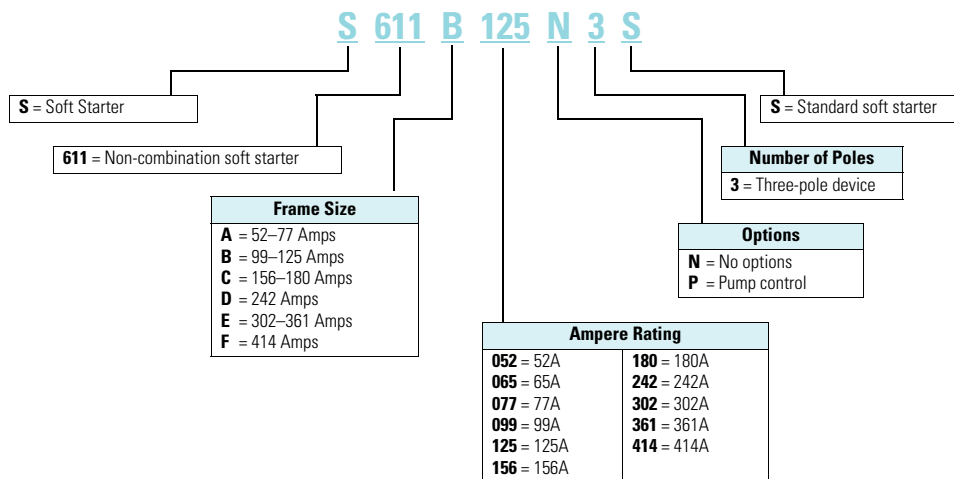 S 611 B 125 N 3 S
S = Soft Starter
S = Standard soft starter
611 = Non-combination soft starter
Number of Poles
3 = Three-pole device
Frame Size
A = 52–77 Amps
B = 99–125 Amps
C = 156–180 Amps
D = 242 Amps
E = 302–361 Amps
F = 414 Amps
Options
N = No options
P = Pump control
Ampere Rating
052 = 52A
065 = 65A
077 = 77A
099 = 99A
125 = 125A
156 = 156A
180 = 180A
242 = 242A
302 = 302A
361 = 361A
414 = 414A